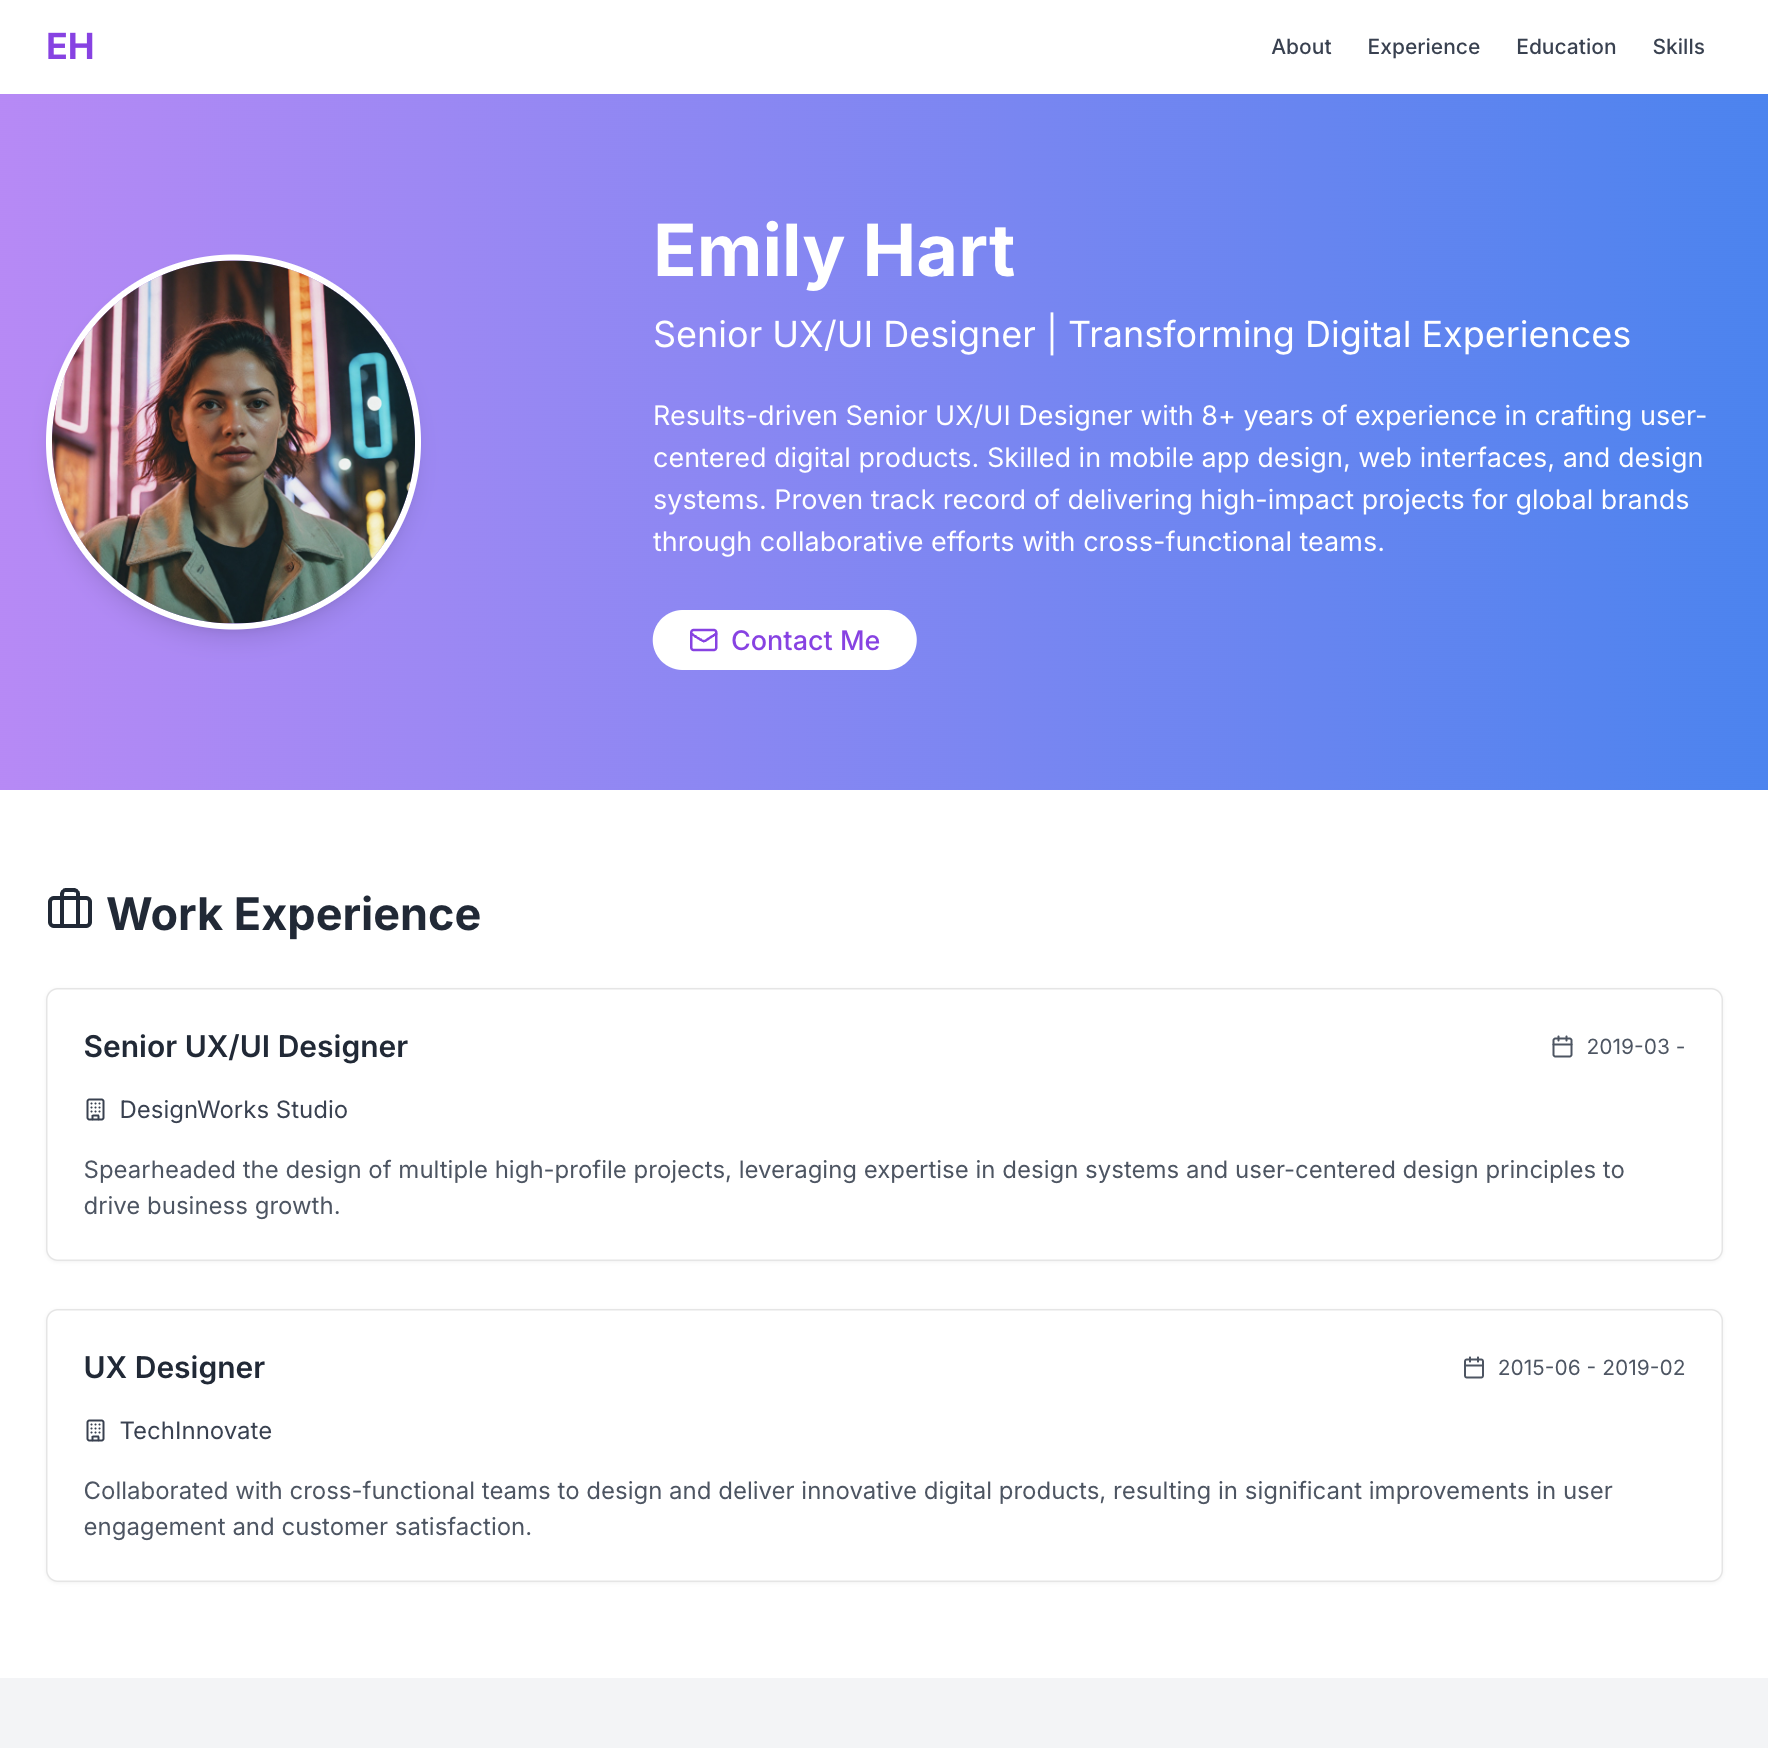 EH
About Experience Education Skills
Emily Hart
Senior UX/UI Designer | Transforming Digital Experiences
Results-driven Senior UX/UI Designer with 8+ years of experience in crafting user-
centered digital products. Skilled in mobile app design, web interfaces, and design
systems. Proven track record of delivering high-impact projects for global brands
through collaborative efforts with cross-functional teams.
Contact Me
Work Experience
Senior UX/UI Designer
2019-03 -
DesignWorks Studio
Spearheaded the design of multiple high-profile projects, leveraging expertise in design systems and user-centered design principles to
drive business growth.
UX Designer
2015-06 - 2019-02
TechInnovate
Collaborated with cross-functional teams to design and deliver innovative digital products, resulting in significant improvements in user
engagement and customer satisfaction.